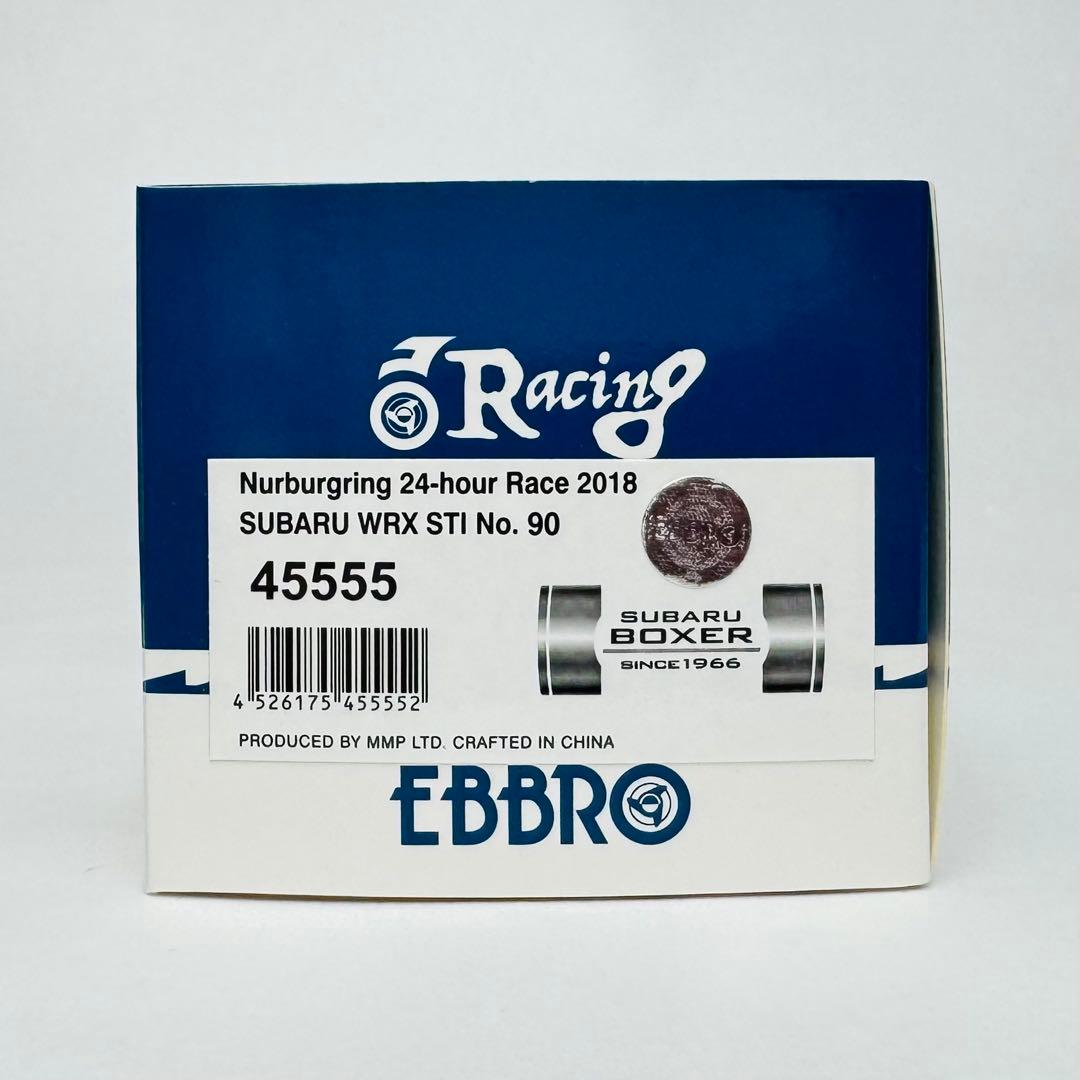 Racing
Nurburgring 24-hour Race 2018
SUBARU WRX STI No. 90
EBBRO
45555
SUBARU
BOXER
SINCE1966
4 526175 455552
PRODUCED BY MMP LTD. CRAFTED IN CHINA
EBBRO